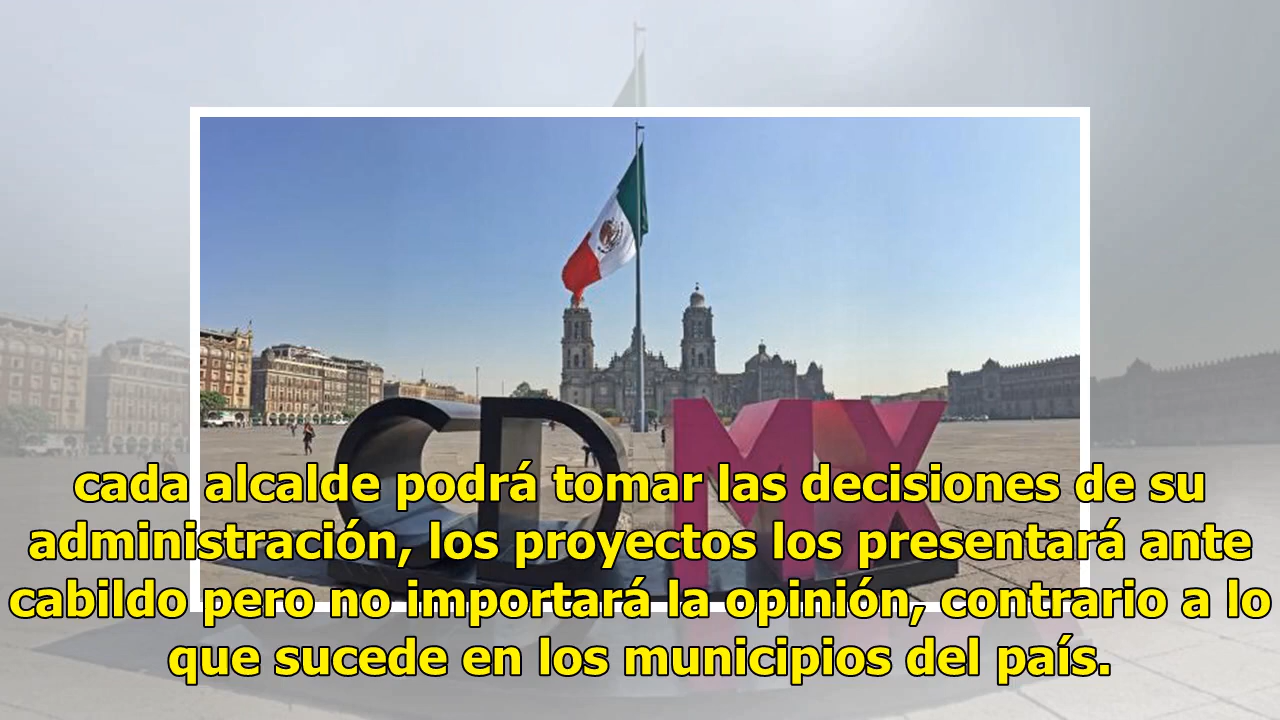 CDMX
cada alcalde podrá tomar las decisiones de su
administración, los proyectos los presentará ante
cabildo pero no importará la opinión, contrario a lo
que sucede en los municipios del país.